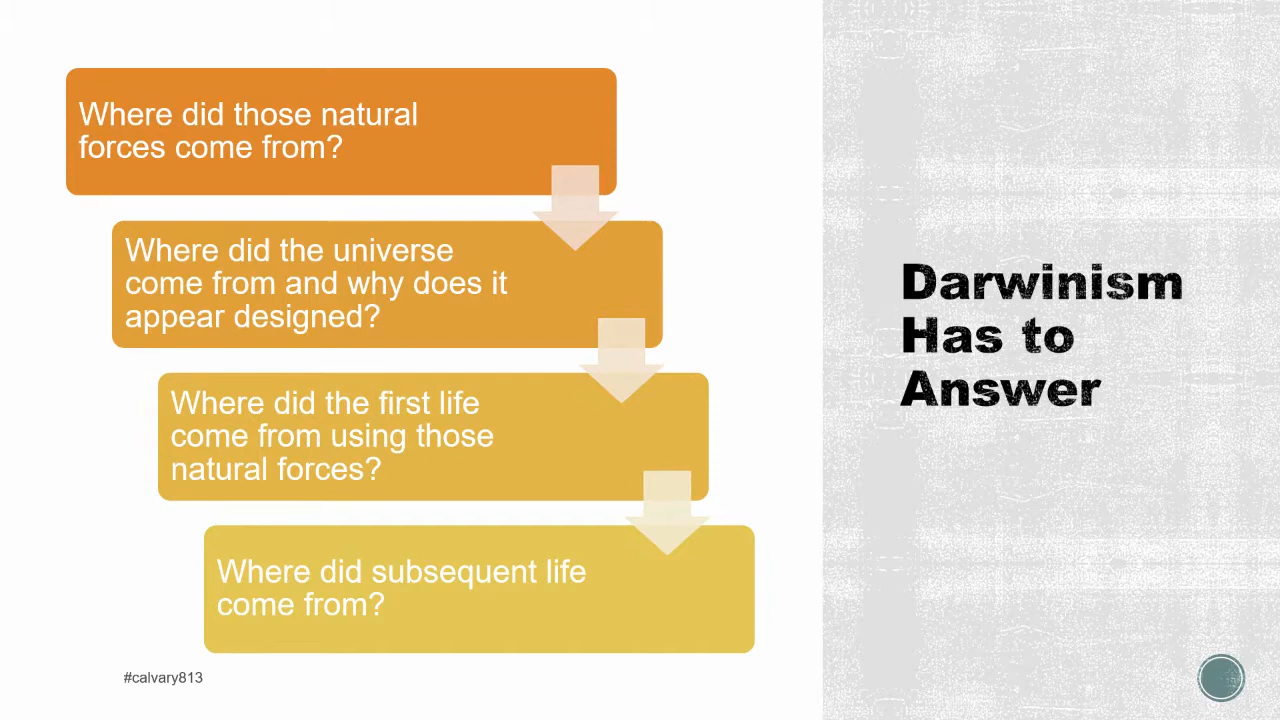 Where did those natural
forces come from?
Where did the universe
come from and why does it
appear designed?
Where did the first life
come from using those
natural forces?
Where did subsequent life
come from?
Darwinism
Has to
Answer
#calvary813